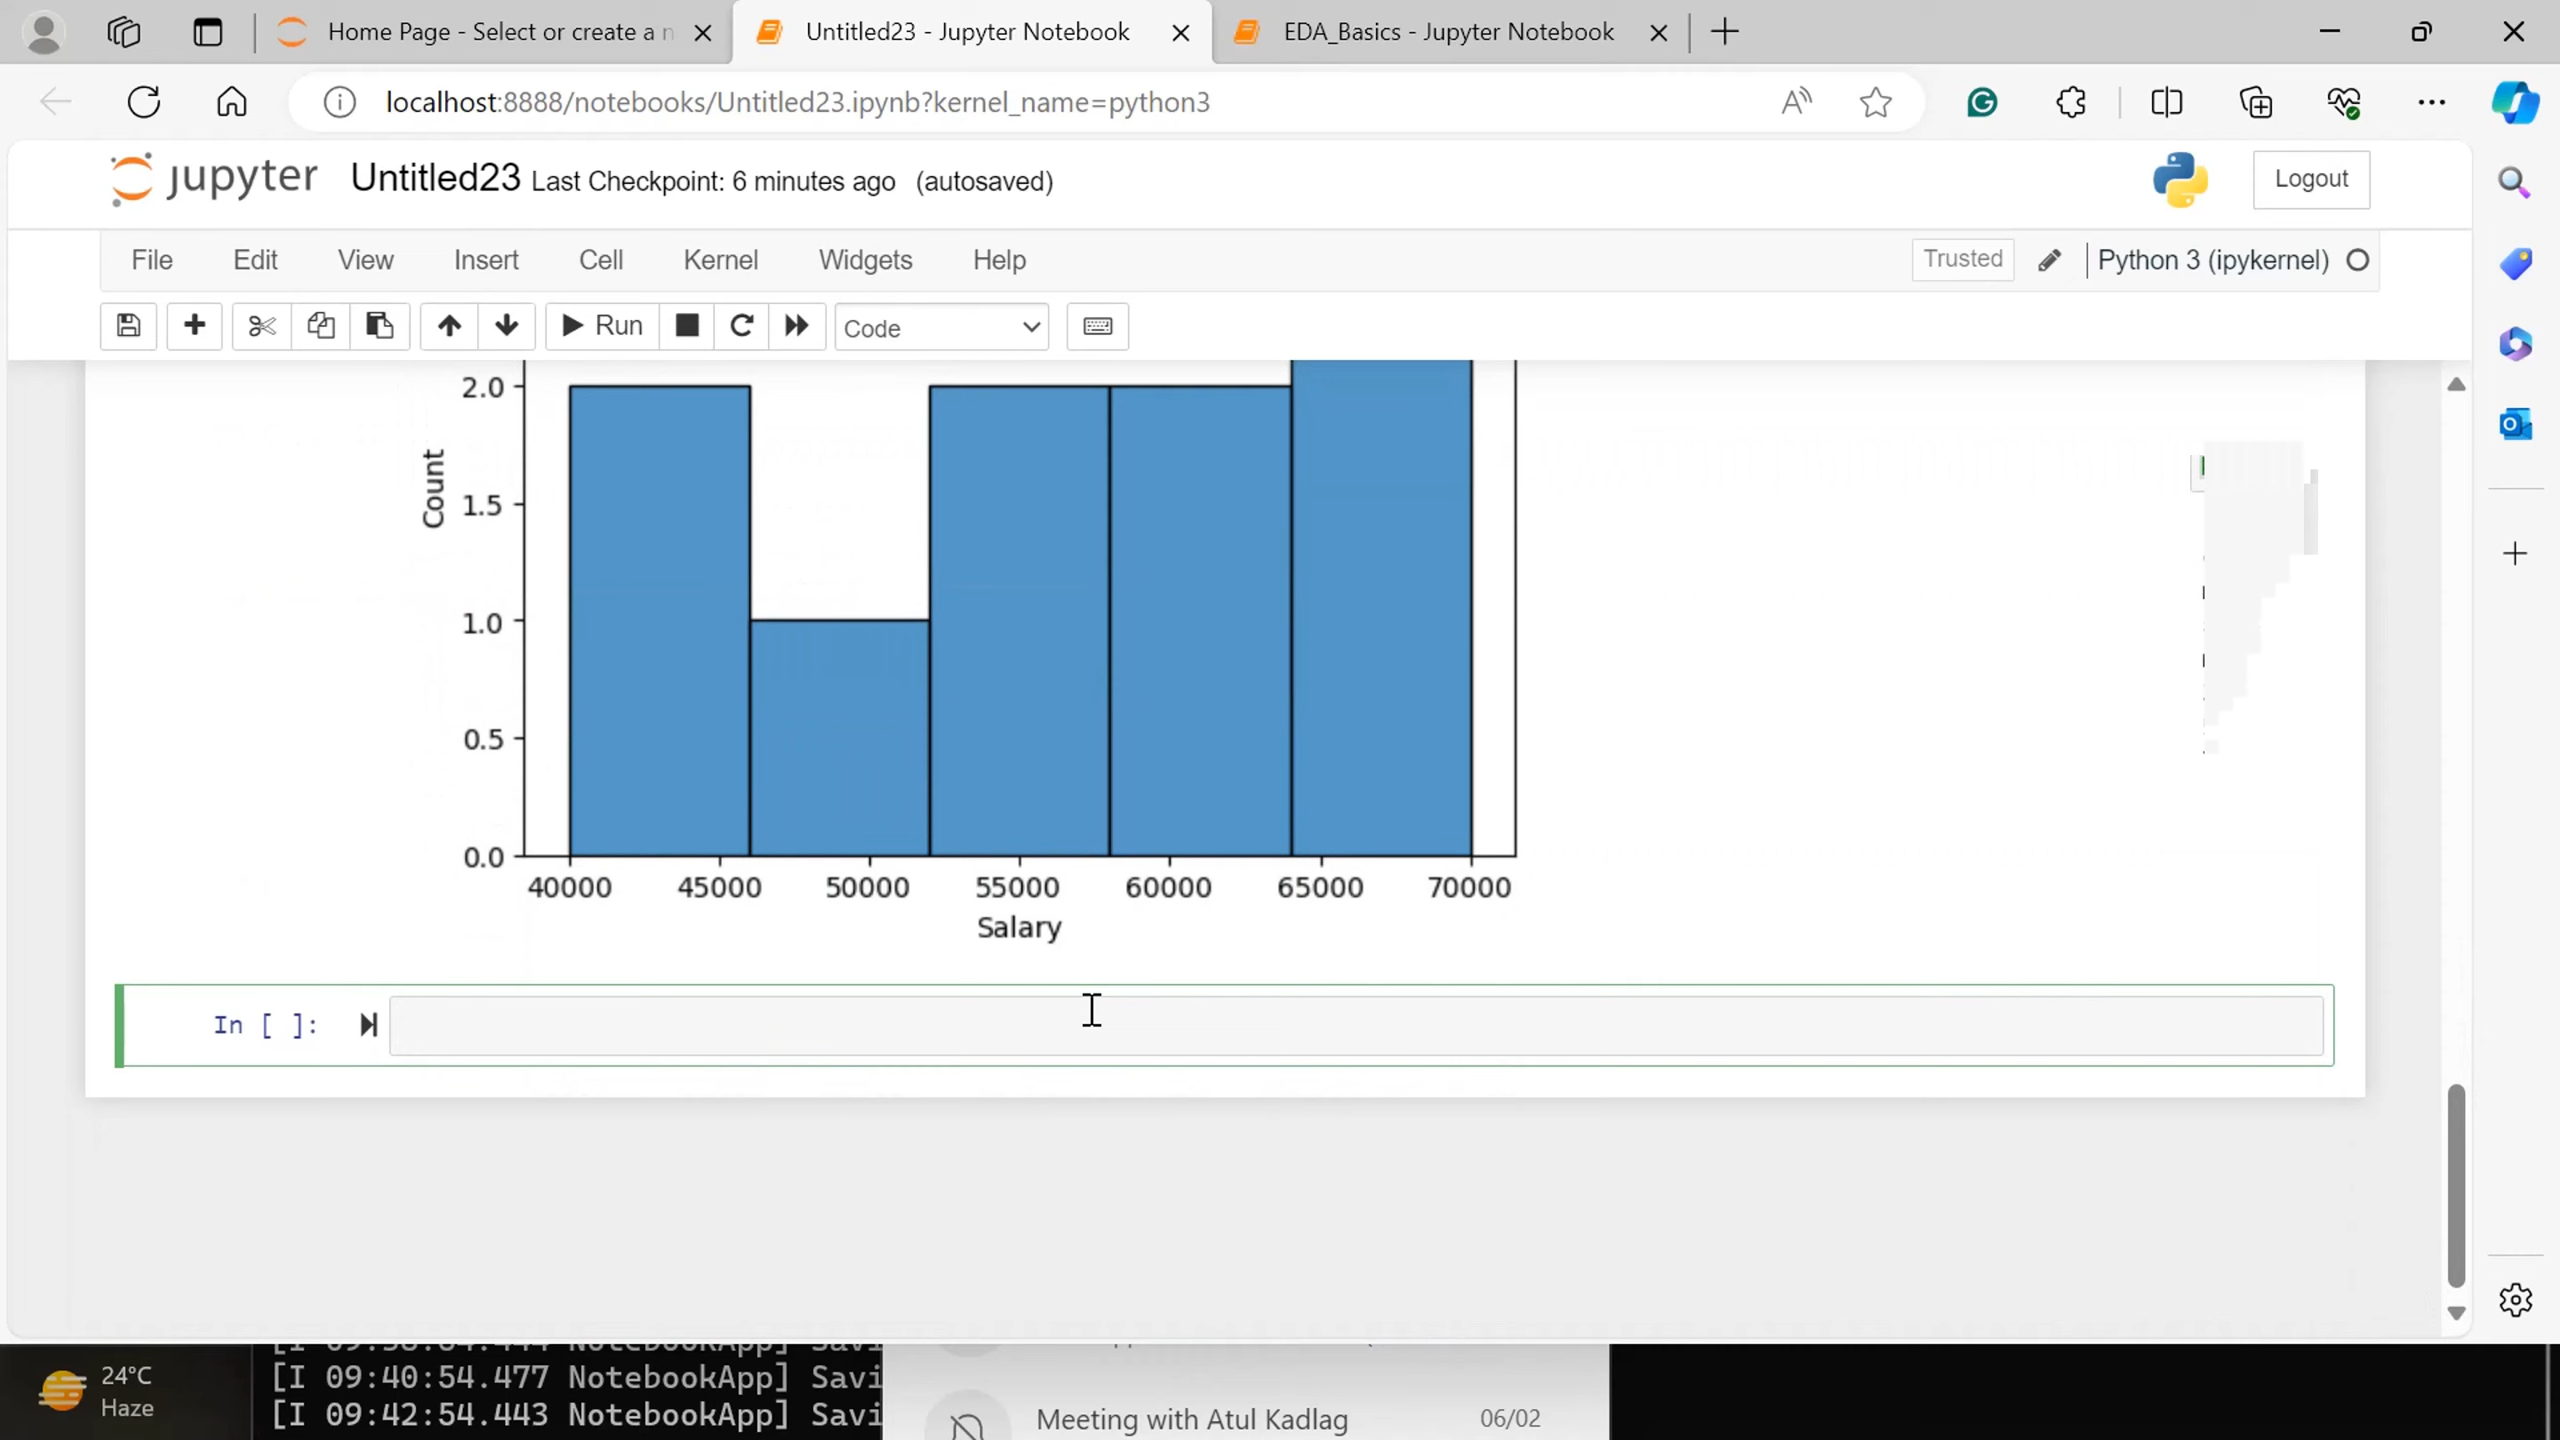 Home Page - Select or create a n
Untitled23 - Jupyter Notebook
EDA_Basics - Jupyter Notebook
localhost:8888/notebooks/Untitled23.ipynb?kernel_name=python3
jupyter Untitled23 Last Checkpoint: 6 minutes ago (autosaved)
Logout
File Edit View Insert Cell Kernel Widgets Help
Trusted Python 3 (ipykernel)
Run Code
2.0
1.5
1.0
0.5
0.0
Count
40000 45000 50000 55000 60000 65000 70000
Salary
In [ ]:
24°C
Haze
[I 09:40:54.477 NotebookApp] Savi
[I 09:42:54.443 NotebookApp] Savi
Meeting with Atul Kadlag 06/02